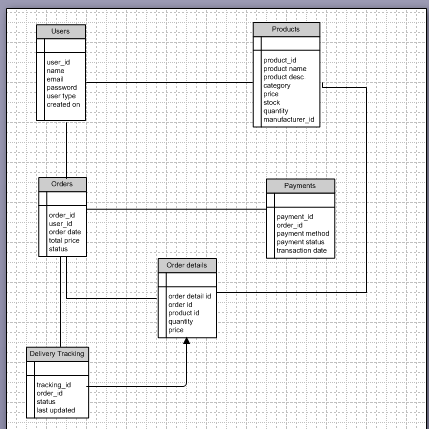 Users
user_id
name
email
password
user type
created on
Products
product_id
product name
product desc
category
price
stock
quantity
manufacturer_id
Orders
order_id
user_id
order date
total price
status
Payments
payment_id
order_id
payment method
payment status
transaction date
Order details
order detail id
order id
product id
quantity
price
Delivery Tracking
tracking_id
order_id
status
last updated